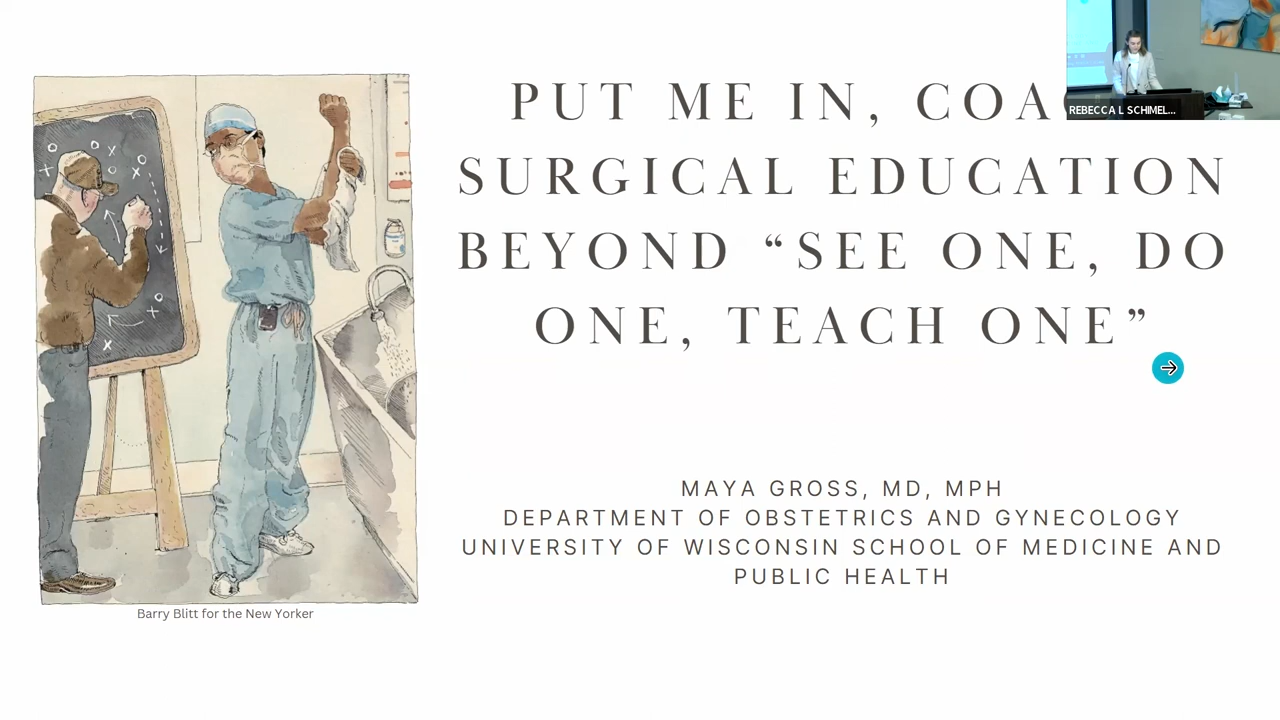 PUT ME IN, COA
REBECCA L SCHIMEL...
SURGICAL EDUCATION
BEYOND “SEE ONE, DO
ONE, TEACH ONE”
MAYA GROSS, MD, MPH
DEPARTMENT OF OBSTETRICS AND GYNECOLOGY
UNIVERSITY OF WISCONSIN SCHOOL OF MEDICINE AND
PUBLIC HEALTH
Barry Blitt for the New Yorker